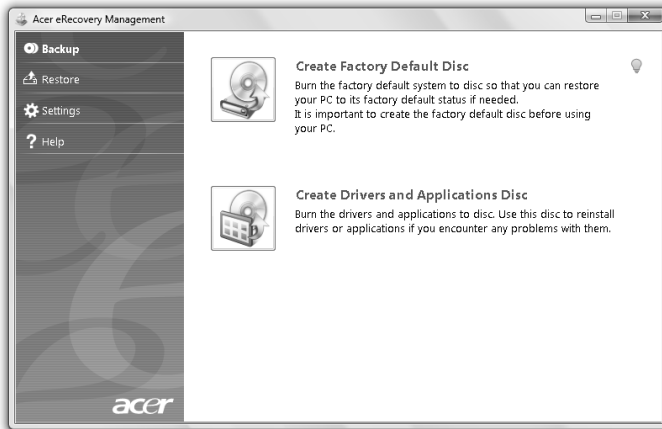 Acer eRecovery Management
Backup
Restore
Settings
Help
Create Factory Default Disc
Burn the factory default system to disc so that you can restore
your PC to its factory default status if needed.
It is important to create the factory default disc before using
your PC.
Create Drivers and Applications Disc
Burn the drivers and applications to disc. Use this disc to reinstall
drivers or applications if you encounter any problems with them.
acer